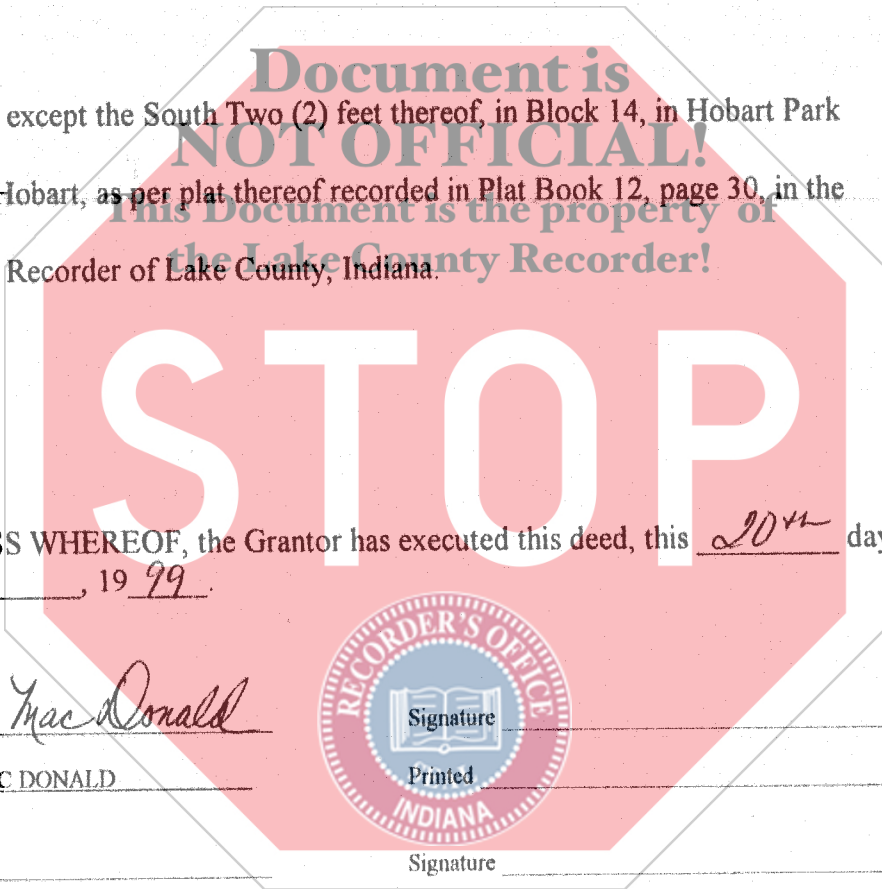 Document is
except the South Two (2) feet thereof, in Block 14, in Hobart Park
NOT OFFICIAL!
Hobart, as per plat thereof recorded in Plat Book 12, page 30, in the
This Document is the property of
the Lake County Recorder!
Recorder of Lake County, Indiana.
STOP
SS WHEREOF, the Grantor has executed this deed, this 20th day
, 19 99.
RECORDER'S OFFICE
Mac Donald
Signature
C DONALD
Printed
INDIANA
Signature